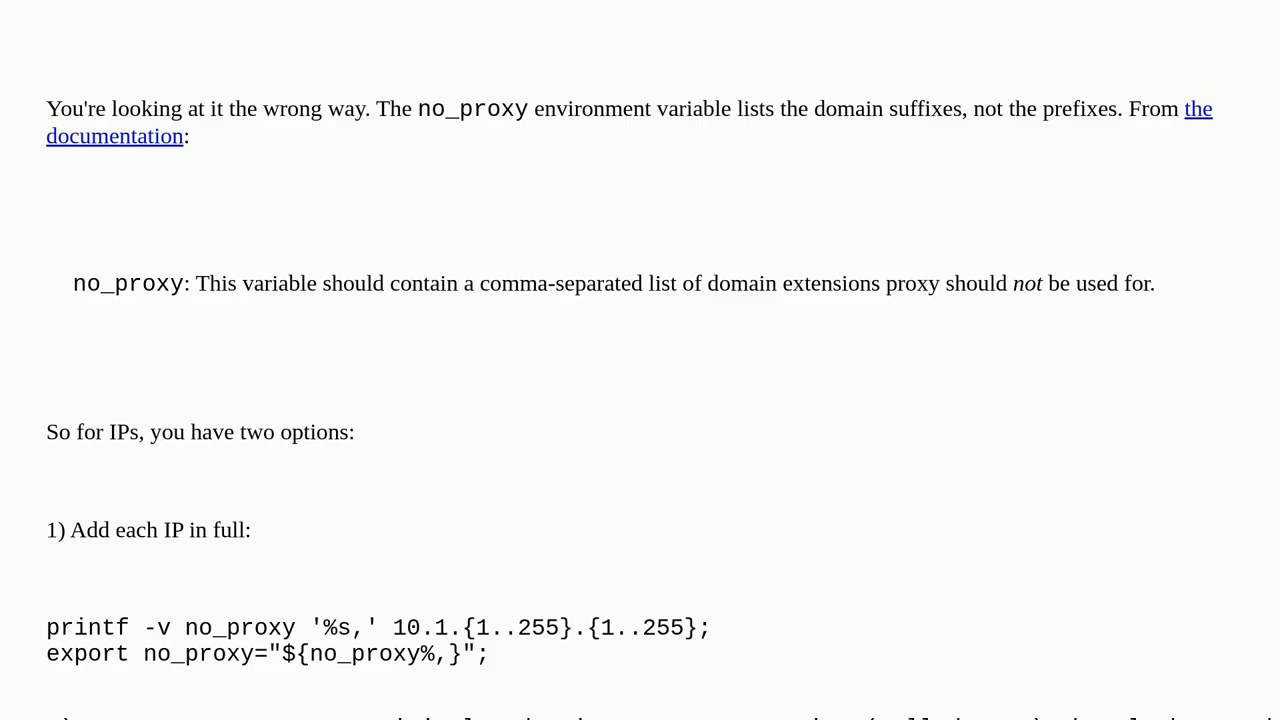 You're looking at it the wrong way. The no_proxy environment variable lists the domain suffixes, not the prefixes. From the
documentation:
no_proxy: This variable should contain a comma-separated list of domain extensions proxy should not be used for.
So for IPs, you have two options:
1) Add each IP in full:
printf -v no_proxy '%s,' 10.1.{1..255}.{1..255};
export no_proxy="${no_proxy%,}";